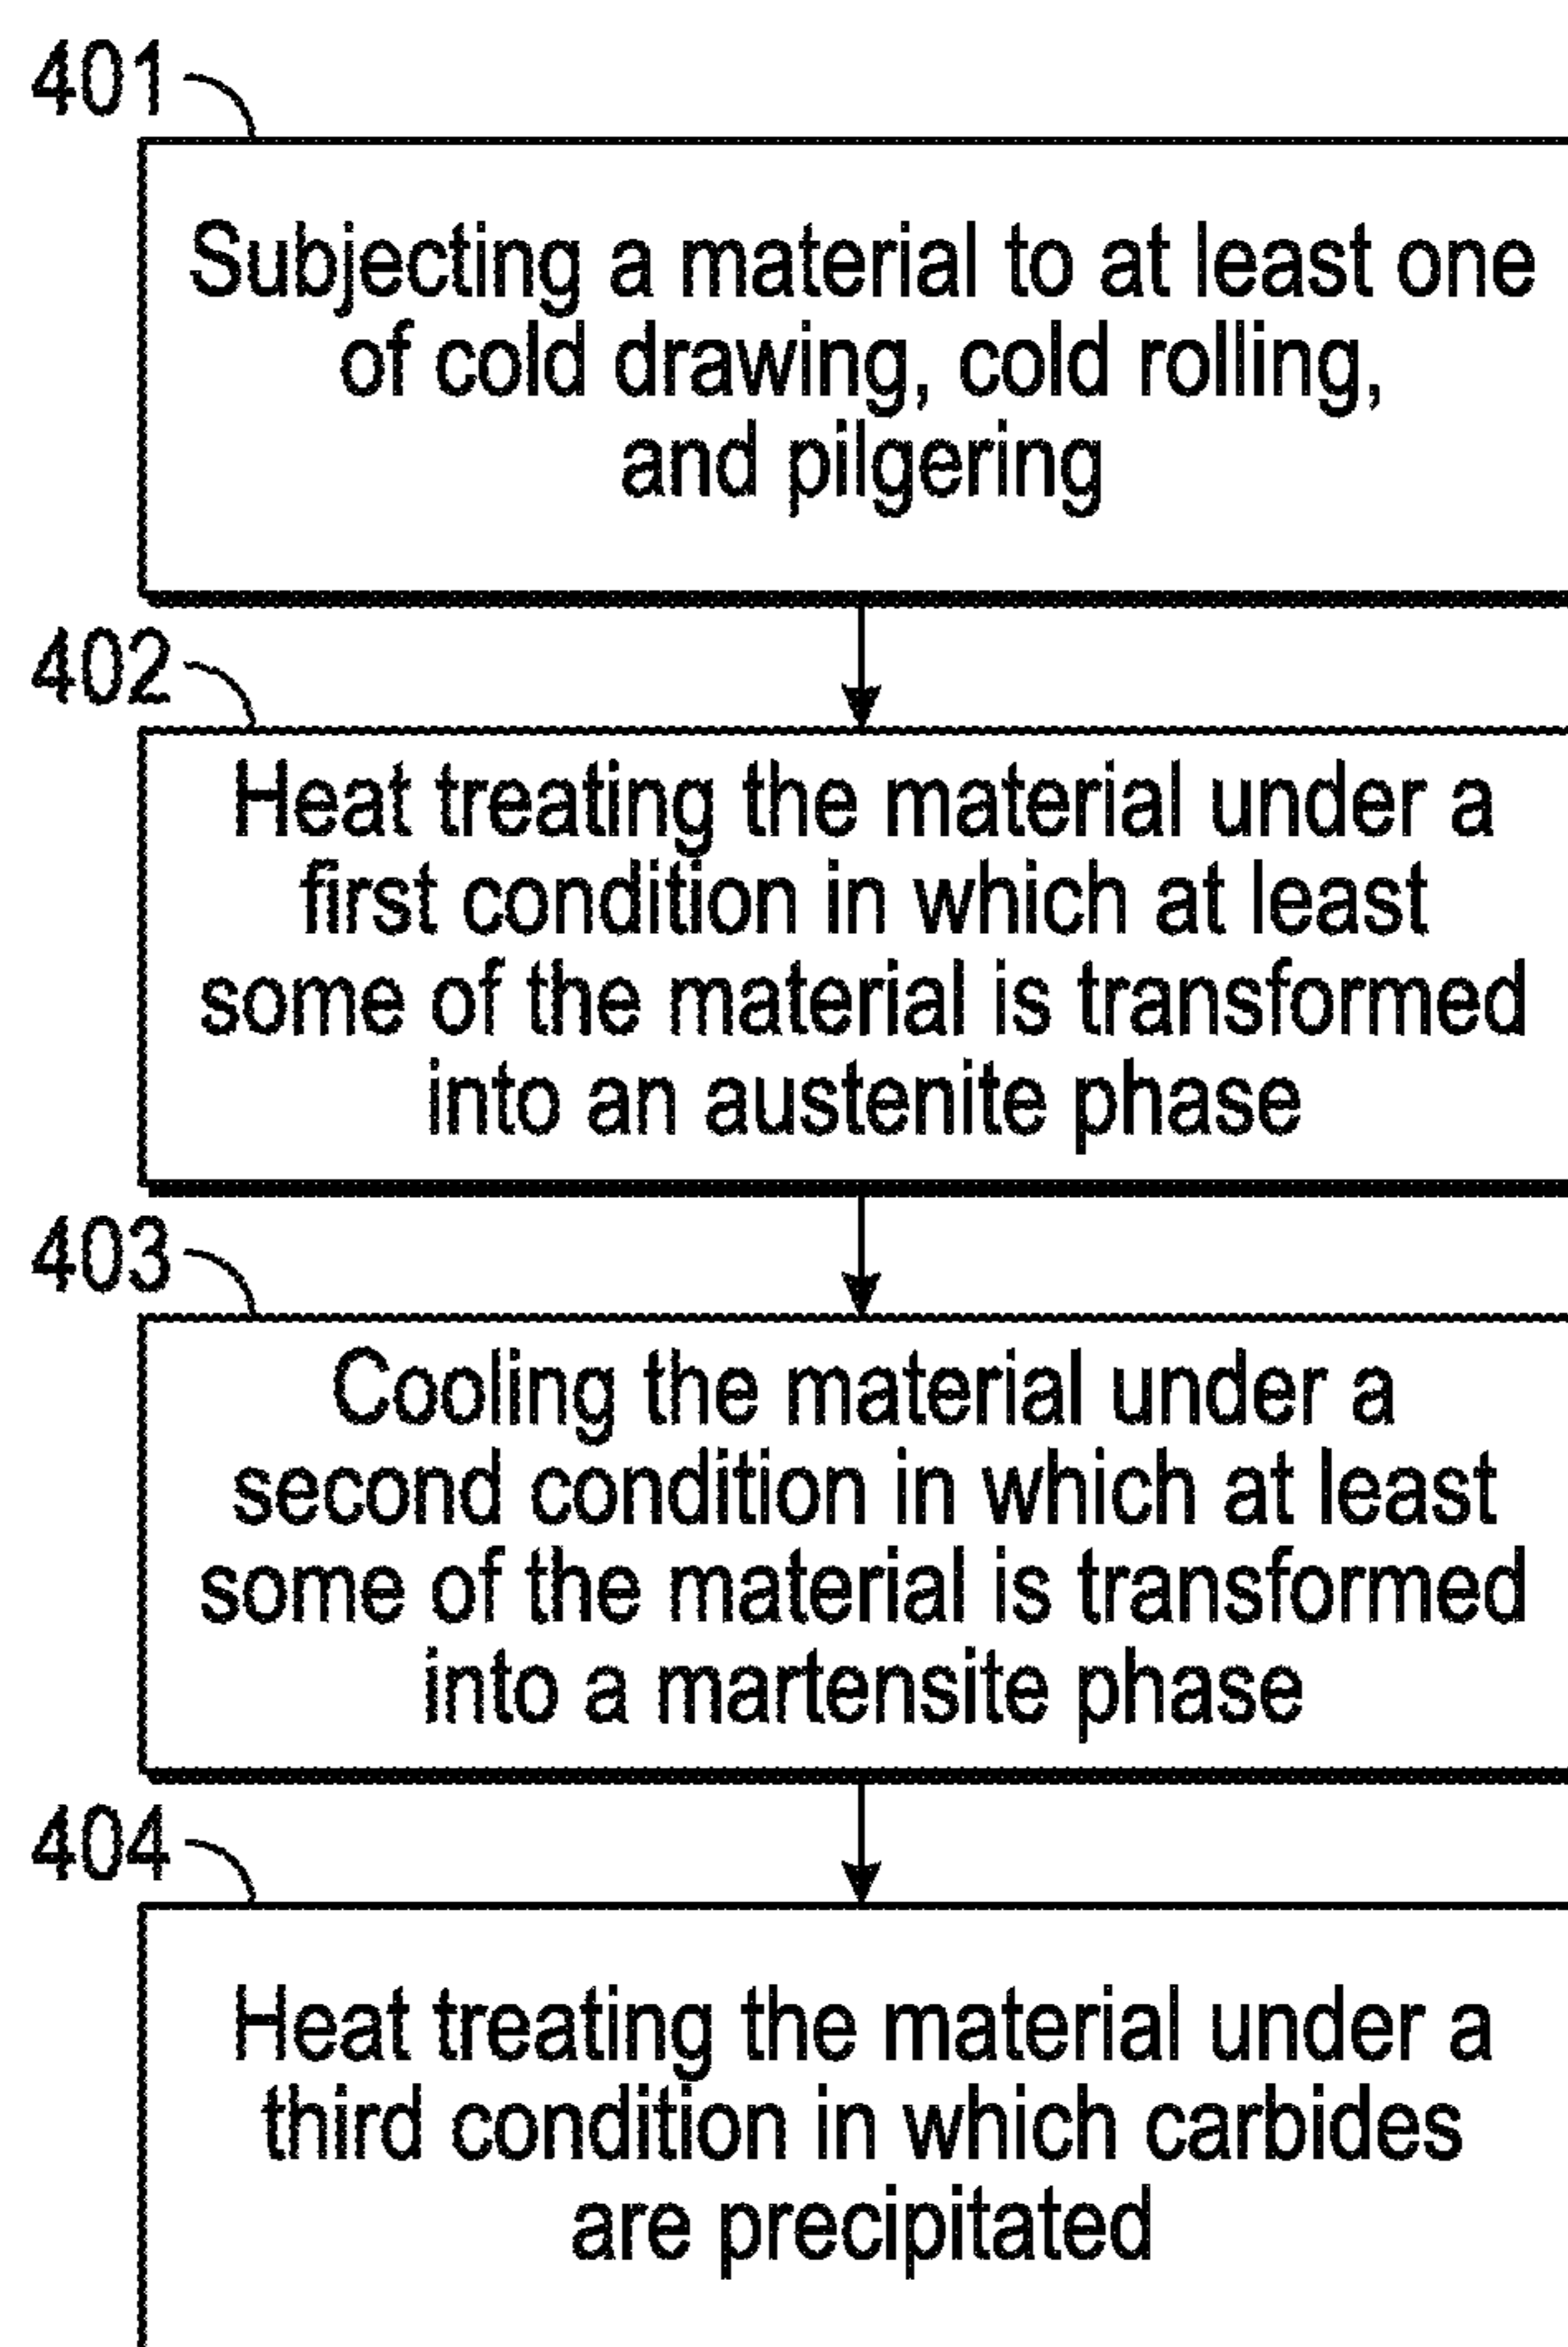 401
Subjecting a material to at least one
of cold drawing, cold rolling,
and pilgering
402
Heat treating the material under a
first condition in which at least
some of the material is transformed
into an austenite phase
403
Cooling the material under a
second condition in which at least
some of the material is transformed
into a martensite phase
404
Heat treating the material under a
third condition in which carbides
are precipitated